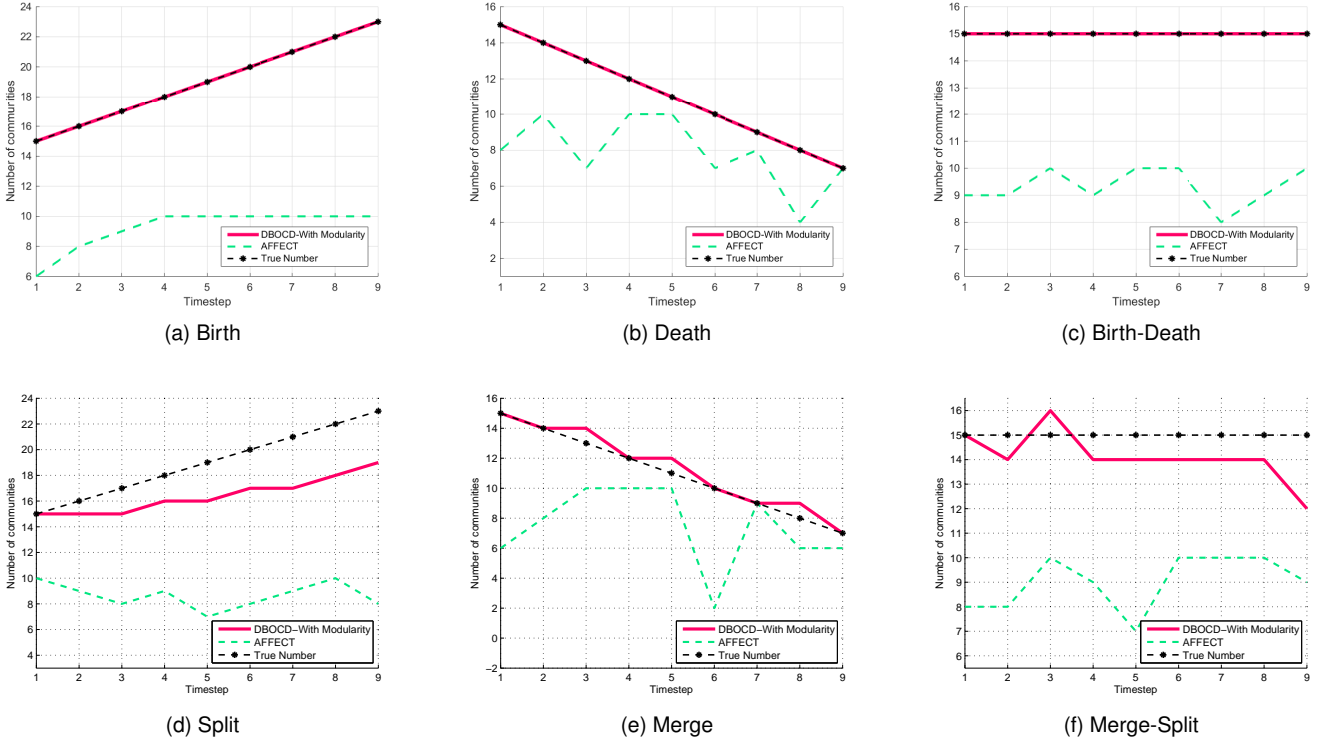 24
22
20
18
16
14
12
10
8
6
Number of communities
1 2 3 4 5 6 7 8 9
Timestep
DBOCD-With Modularity
AFFECT
True Number
(a) Birth
16
14
12
10
8
6
4
2
Number of communities
1 2 3 4 5 6 7 8 9
Timestep
DBOCD-With Modularity
AFFECT
True Number
(b) Death
16
15
14
13
12
11
10
9
8
7
6
Number of communities
1 2 3 4 5 6 7 8 9
Timestep
DBOCD-With Modularity
AFFECT
True Number
(c) Birth-Death
24
22
20
18
16
14
12
10
8
6
4
Number of communities
1 2 3 4 5 6 7 8 9
Timestep
DBOCD−With Modularity
AFFECT
True Number
(d) Split
16
14
12
10
8
6
4
2
0
−2
Number of communities
1 2 3 4 5 6 7 8 9
Timestep
DBOCD−With Modularity
AFFECT
True Number
(e) Merge
16
15
14
13
12
11
10
9
8
7
6
Number of communities
1 2 3 4 5 6 7 8 9
Timestep
DBOCD−With Modularity
AFFECT
True Number
(f) Merge-Split